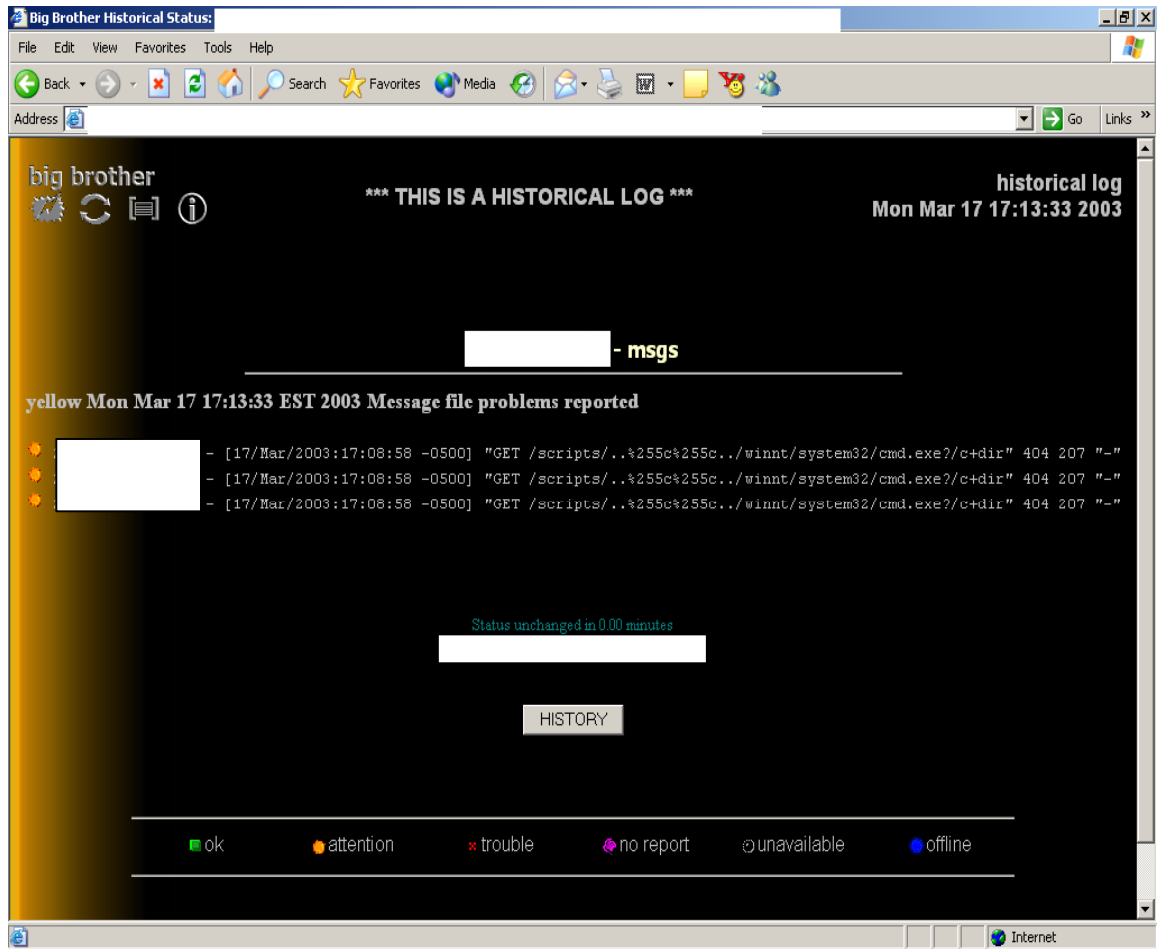 Big Brother Historical Status:
File Edit View Favorites Tools Help
Back Search Favorites Media
Address Go Links »
big brother
*** THIS IS A HISTORICAL LOG ***
historical log
Mon Mar 17 17:13:33 2003
- msgs
yellow Mon Mar 17 17:13:33 EST 2003 Message file problems reported
- [17/Mar/2003:17:08:58 -0500] "GET /scripts/..%255c%255c../winnt/system32/cmd.exe?/c+dir" 404 207 "-"
- [17/Mar/2003:17:08:58 -0500] "GET /scripts/..%255c%255c../winnt/system32/cmd.exe?/c+dir" 404 207 "-"
- [17/Mar/2003:17:08:58 -0500] "GET /scripts/..%255c%255c../winnt/system32/cmd.exe?/c+dir" 404 207 "-"
Status unchanged in 0.00 minutes
HISTORY
ok attention trouble no report unavailable offline
Internet